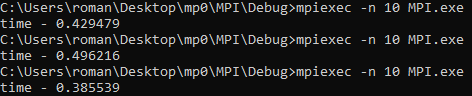 C:\Users\roman\Desktop\mp0\MPI\Debug>mpiexec -n 10 MPI.exe
time - 0.429479
C:\Users\roman\Desktop\mp0\MPI\Debug>mpiexec -n 10 MPI.exe
time - 0.496216
C:\Users\roman\Desktop\mp0\MPI\Debug>mpiexec -n 10 MPI.exe
time - 0.385539